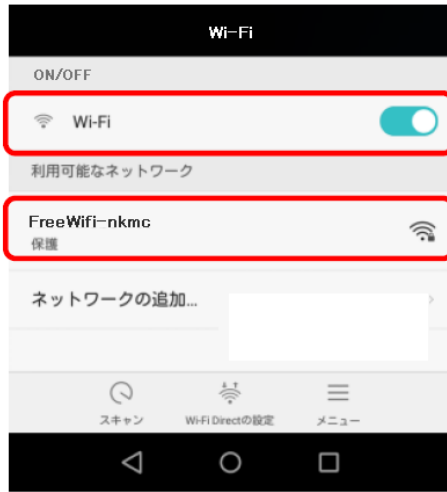 Wi-Fi
ON/OFF
Wi-Fi
利用可能なネットワーク
FreeWifi-nkmc
保護
ネットワークの追加...
スキャン Wi-Fi Directの設定 メニュー